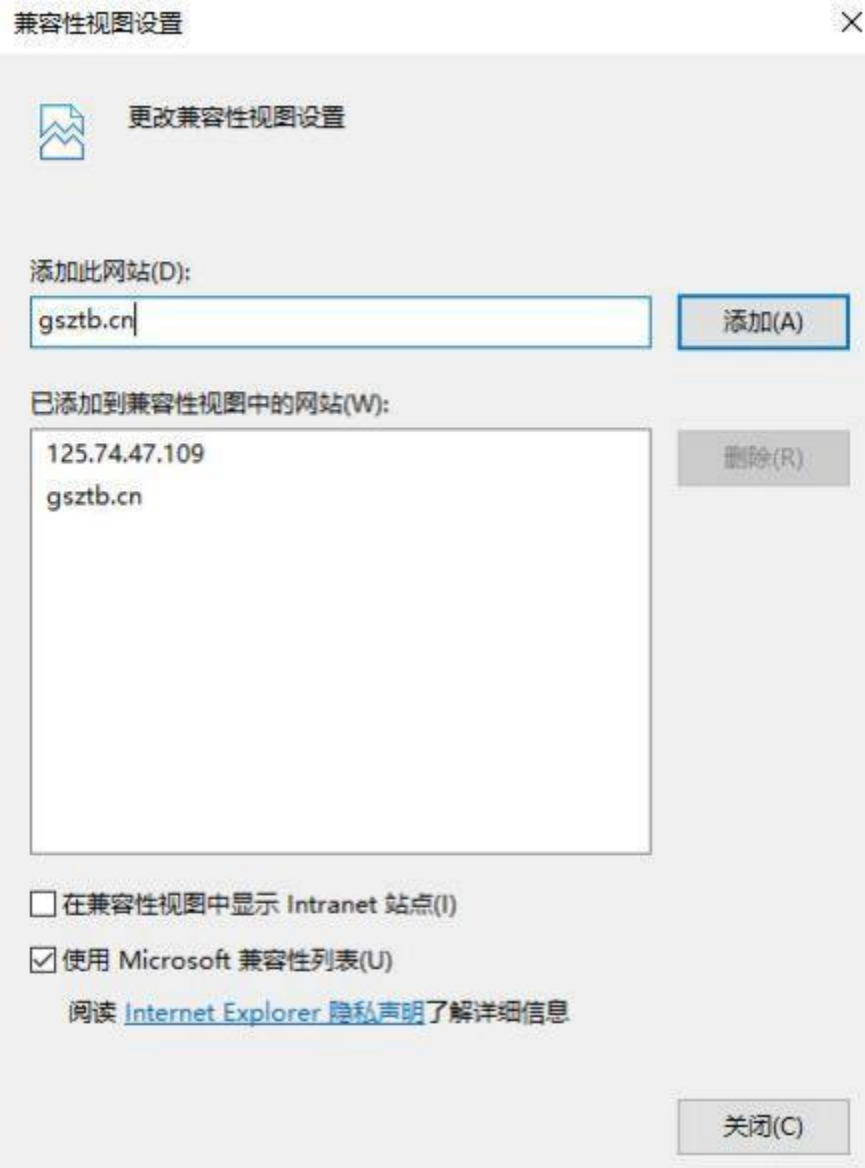 兼容性视图设置
更改兼容性视图设置
添加此网站(D):
gsztb.cn
添加(A)
已添加到兼容性视图中的网站(W):
125.74.47.109
gsztb.cn
删除(R)
在兼容性视图中显示 Intranet 站点(I)
使用 Microsoft 兼容性列表(U)
阅读 Internet Explorer 隐私声明了解详细信息
关闭(C)